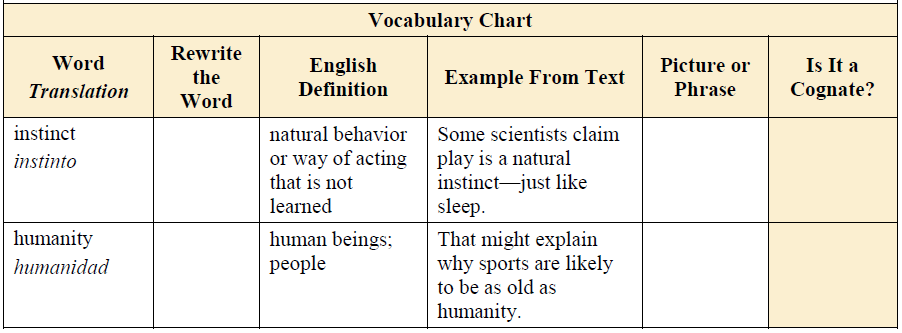 Vocabulary Chart
Word
Translation
Rewrite
the
Word
English
Definition
Example From Text
Picture or
Phrase
Is It a
Cognate?
instinct
instinto
natural behavior
or way of acting
that is not
learned
Some scientists claim
play is a natural
instinct—just like
sleep.
humanity
humanidad
human beings;
people
That might explain
why sports are likely
to be as old as
humanity.